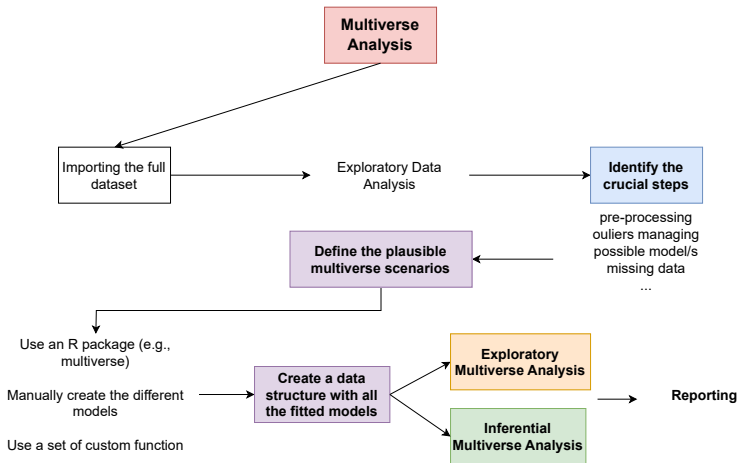 Multiverse
Analysis
Importing the full
dataset
Exploratory Data
Analysis
Identify the
crucial steps
pre-processing
ouliers managing
possible model/s
missing data
...
Define the plausible
multiverse scenarios
Use an R package (e.g.,
multiverse)
Manually create the different
models
Use a set of custom function
Create a data
structure with all
the fitted models
Exploratory
Multiverse Analysis
Inferential
Multiverse Analysis
Reporting